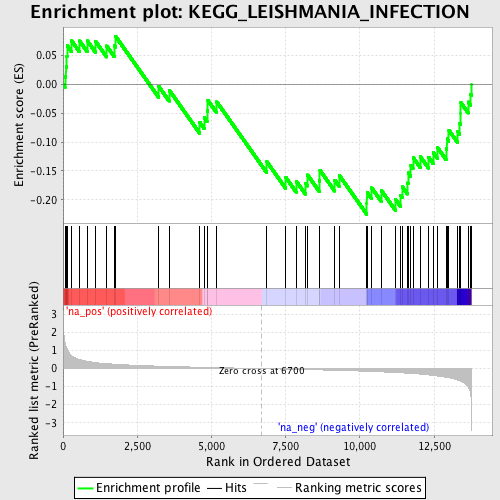 Enrichment plot: KEGG_LEISHMANIA_INFECTION
Enrichment score (ES)
0.05
0.00
-0.05
-0.10
-0.15
-0.20
Ranked list metric (PreRanked)
'na_pos' (positively correlated)
3
2
1
0
-1
-2
-3
Zero cross at 6700
'na_neg' (negatively correlated)
0 2,500 5,000 7,500 10,000 12,500
Rank in Ordered Dataset
Enrichment profile Hits Ranking metric scores